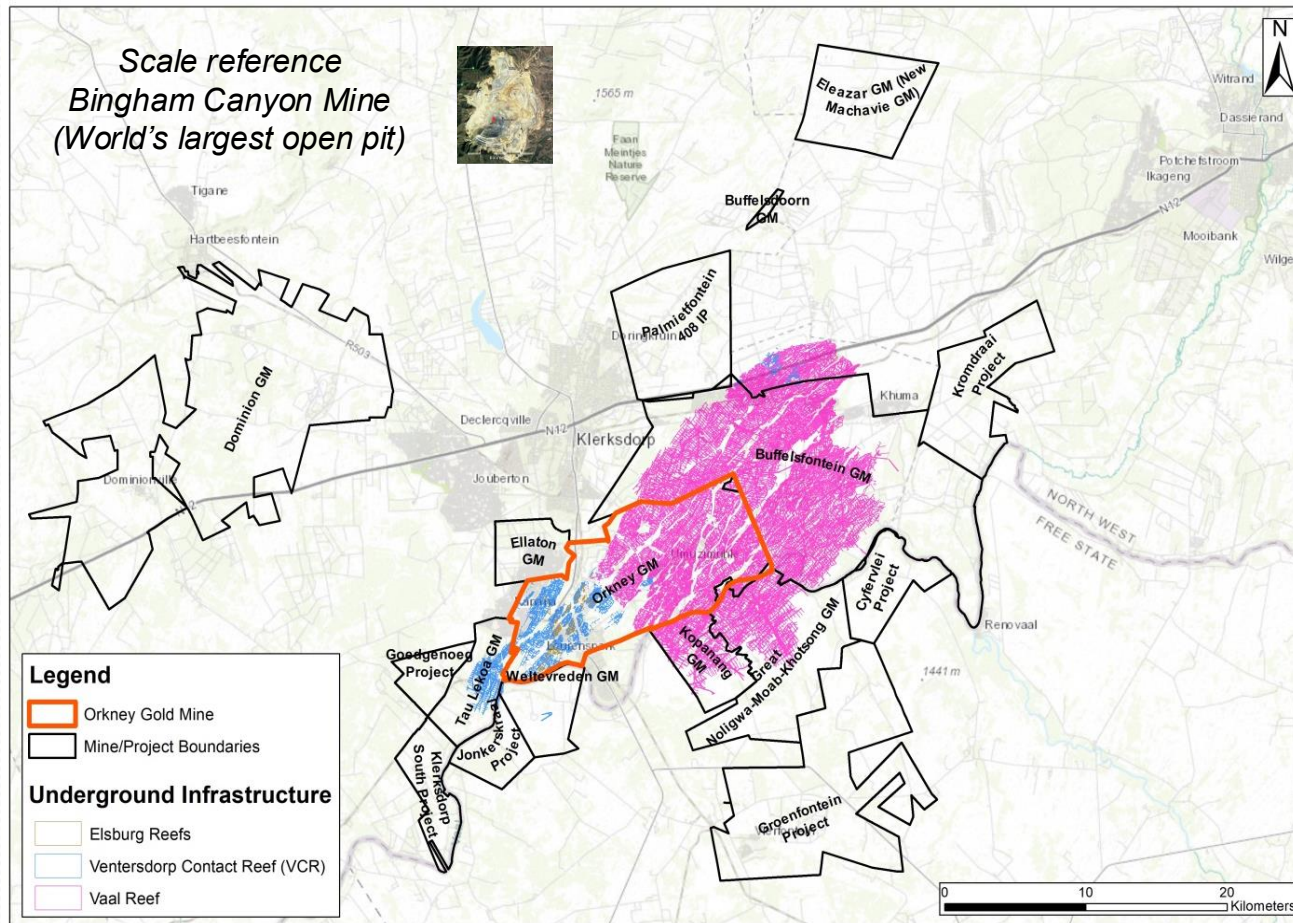 Scale reference
Bingham Canyon Mine
(World's largest open pit)
N
1565 m
Eleazar GM (New
Machavie GM)
Witrand
Dassierand
Faan
Meintjes
Nature
Reserve
Potchefstroom
Ikageng
N12
Tigane
Buffelsdoorn
GM
Mooibank
Hartbeesfontein
Wilge
Palmietfontein
408 IP
Doringkruin
R503
Kromdraai
Project
Dominion GM
Khuma
Declercqville
N12
Klerksdorp
Buffelsfontein GM
Jouberton
Dominionville
N12
NORTH WEST
FREE STATE
Ellaton
GM
Umuzimuhle
Orkney GM
Cyfervlei
Project
Kanana
Renovaal
Kopanang
GM
Great
Noligwa-Moab-Khotsong GM
Goedgenoeg
Project
Tau Lekoa GM
Weltevreden GM
1441 m
Jonkerskraal
Project
Klerksdorp
South Project
Groenfontein
Project
Legend
Orkney Gold Mine
Mine/Project Boundaries
Underground Infrastructure
Elsburg Reefs
Ventersdorp Contact Reef (VCR)
Vaal Reef
0 10 20
Kilometers